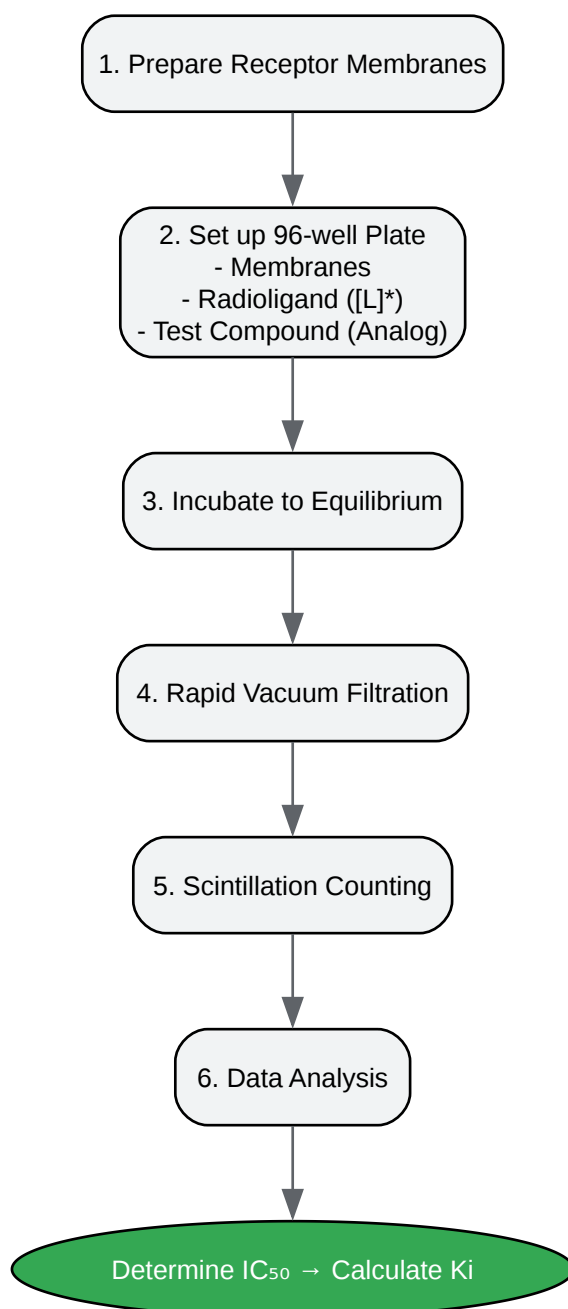 1. Prepare Receptor Membranes
2. Set up 96-well Plate
- Membranes
- Radioligand ([L]*)
- Test Compound (Analog)
3. Incubate to Equilibrium
4. Rapid Vacuum Filtration
5. Scintillation Counting
6. Data Analysis
Determine IC₅₀ → Calculate Ki